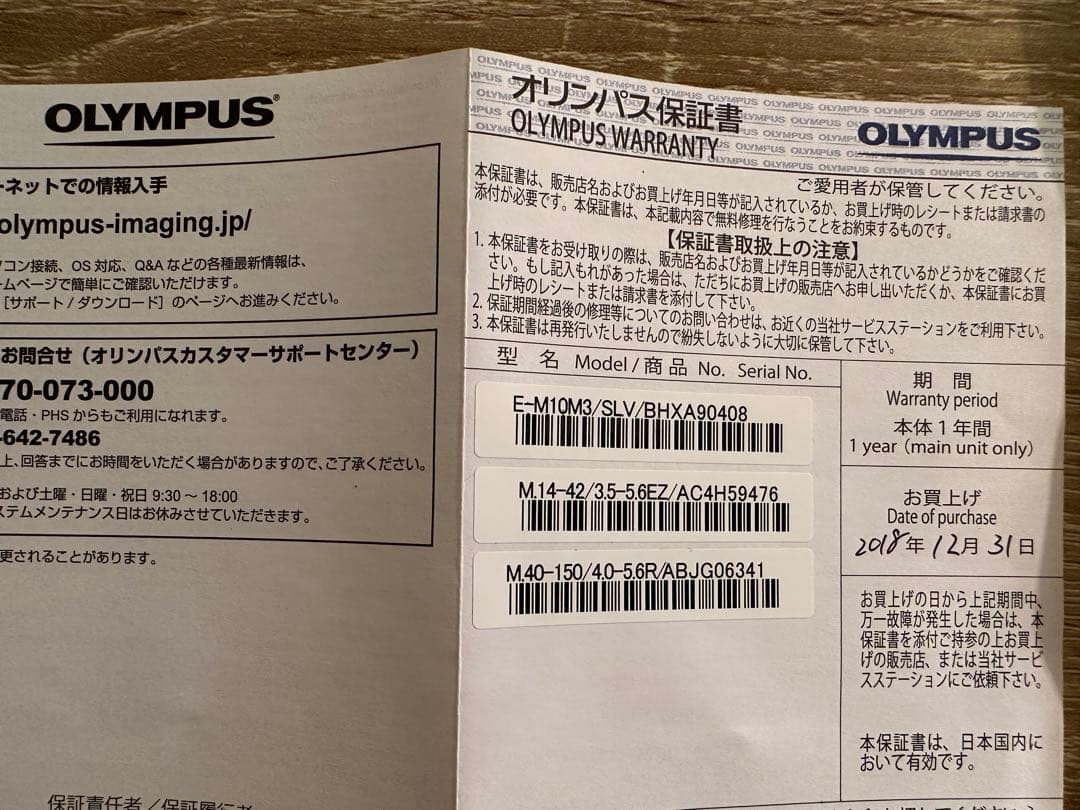 OLYMPUS®
ーネットでの情報入手
olympus-imaging.jp/
ソコン接続、OS対応、Q&Aなどの各種最新情報は、
ームページで簡単にご確認いただけます。
[サポート/ダウンロード]のページへお進みください。
お問合せ(オリンパスカスタマーサポートセンター)
70-073-000
電話・PHSからもご利用になれます。
-642-7486
上、回答までにお時間をいただく場合がありますので、ご了承ください。
および土曜・日曜・祝日 9:30~18:00
ステムメンテナンス日はお休みさせていただきます。
更されることがあります。
保証責任者/保証履行者
オリンパス保証書
OLYMPUS WARRANTY
OLYMPUS
ご愛用者が保管してください。
本保証書は、販売店名およびお買上げ年月日等が記入されているか、お買上げ時のレシートまたは請求書の
添付が必要です。本保証書は、本記載内容で無料修理を行なうことをお約束するものです。
【保証書取扱上の注意】
1. 本保証書をお受け取りの際は、販売店名およびお買上げ年月日等が記入されているかどうかをご確認くだ
さい。もし記入もれがあった場合は、ただちにお買上げの販売店へお申し出いただくか、本保証書にお買
上げ時のレシートまたは請求書を添付して下さい。
2. 保証期間経過後の修理等についてのお問い合わせは、お近くの当社サービスステーションをご利用下さい。
3. 本保証書は再発行いたしませんので紛失しないように大切に保管して下さい。
型 名 Model/商品 No. Serial No.
E-M10M3/SLV/BHXA90408
M.14-42/3.5-5.6EZ/AC4H59476
M.40-150/4.0-5.6R/ABJG06341
期 間
Warranty period
本体1年間
1 year (main unit only)
お買上げ
Date of purchase
2018年12月31日
お買上げの日から上記期間中、
万一故障が発生した場合は、本
保証書を添付ご持参の上お買上
げの販売店、または当社サービ
スステーションにご依頼下さい。
本保証書は、日本国内に
おいて有効です。